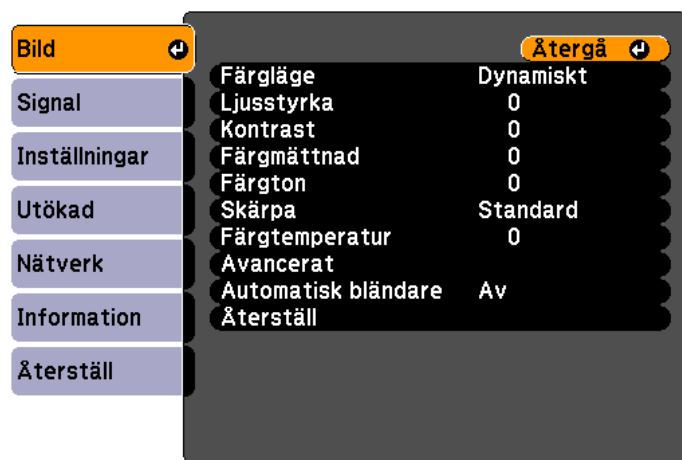 Bild
Signal
Inställningar
Utökad
Nätverk
Information
Återställ
Återgå
Färgläge Dynamiskt
Ljusstyrka 0
Kontrast 0
Färgmättnad 0
Färgton 0
Skärpa Standard
Färgtemperatur 0
Avancerat
Automatisk bländare Av
Återställ